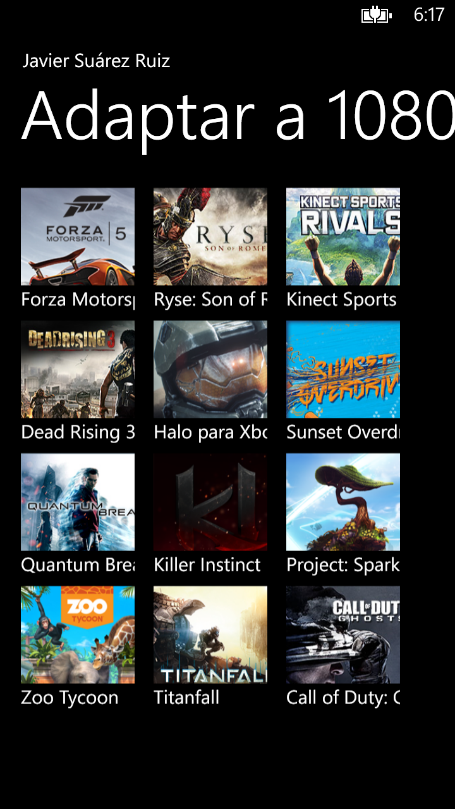 6:17
Javier Suárez Ruiz
Adaptar a 1080
FORZA
MOTORSPORT. 5
RYSE
SON OF ROME
KINECT SPORTS
RIVALS
Forza Motorsp
Ryse: Son of R
Kinect Sports
DEADRISING 3
SUNSET
OVERDRIV
Dead Rising 3
Halo para Xbo
Sunset Overdr
QUANTUM
BREA
KI
Quantum Brea
Killer Instinct
Project: Spark
ZOO
TYCOON
TITANFALL
CALL OF DUTY
GHOSTS
Zoo Tycoon
Titanfall
Call of Duty: G